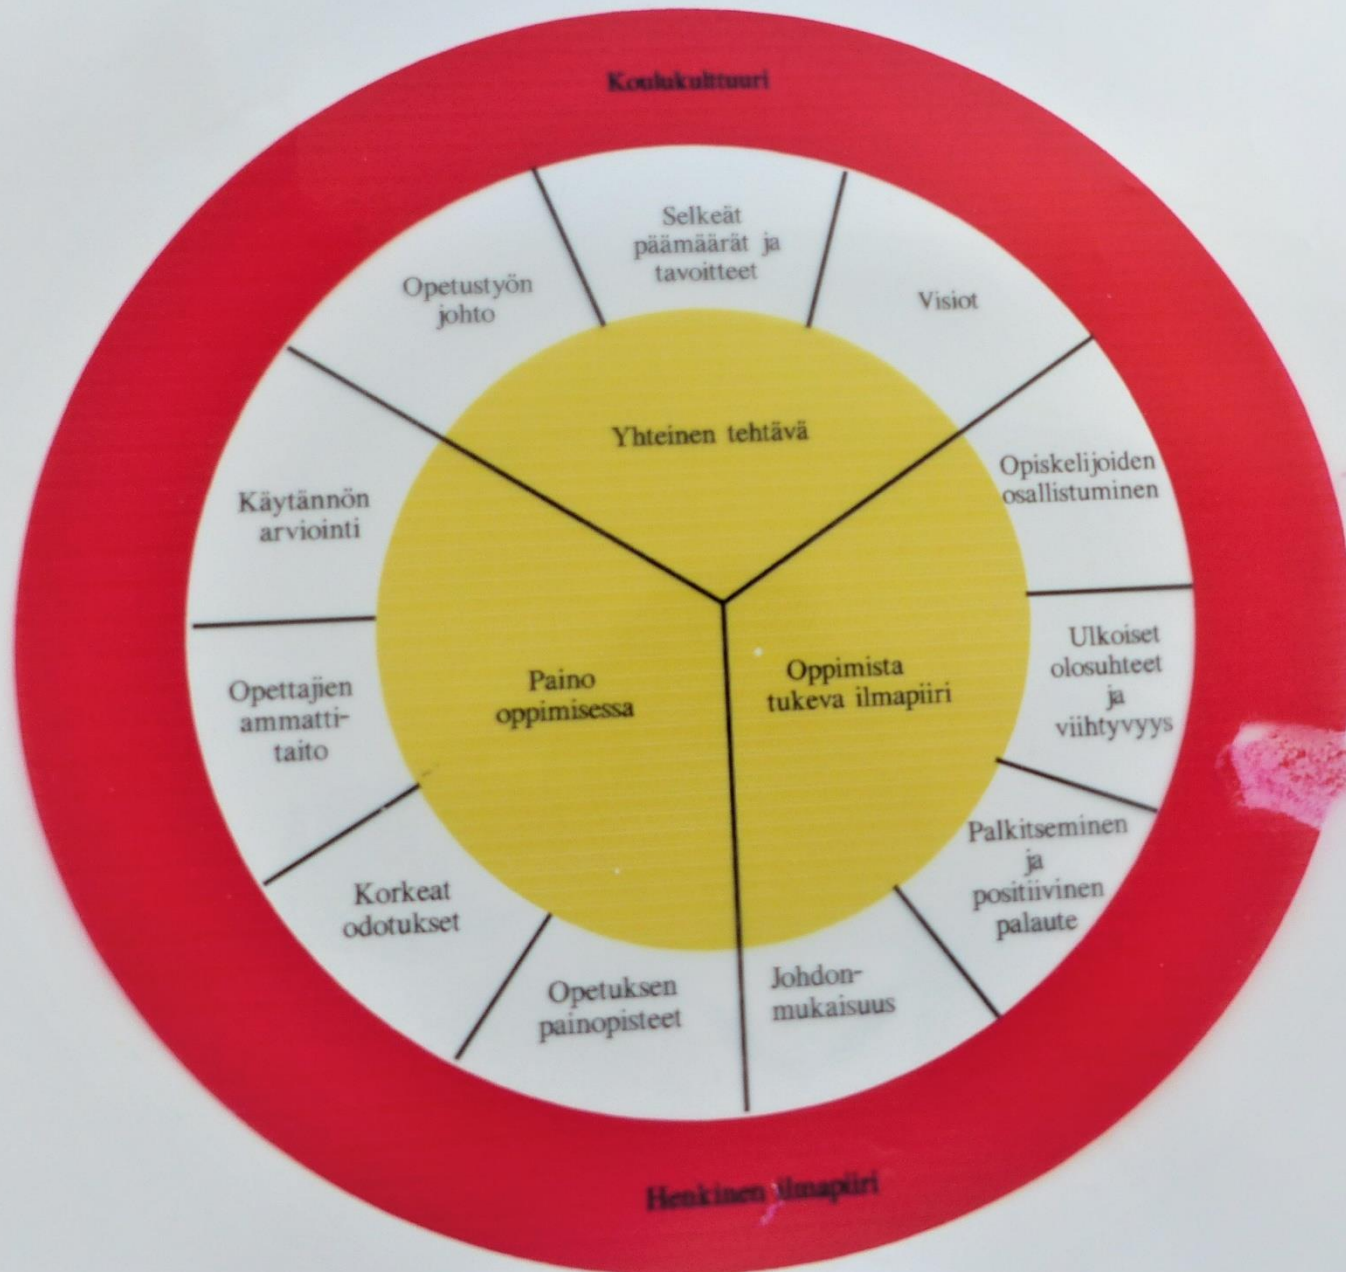 Koulukulttuuri
Selkeät
päämäärät ja
tavoitteet
Opetustyön
johto
Visiot
Yhteinen tehtävä
Opiskelijoiden
osallistuminen
Käytännön
arviointi
Ulkoiset
olosuhteet
ja
viihtyvyys
Opettajien
ammatti-
taito
Paino
oppimisessa
Oppimista
tukeva ilmapiiri
Palkitseminen
ja
positiivinen
palaute
Korkeat
odotukset
Opetuksen
painopisteet
Johdon-
mukaisuus
Henkinen ilmapiiri